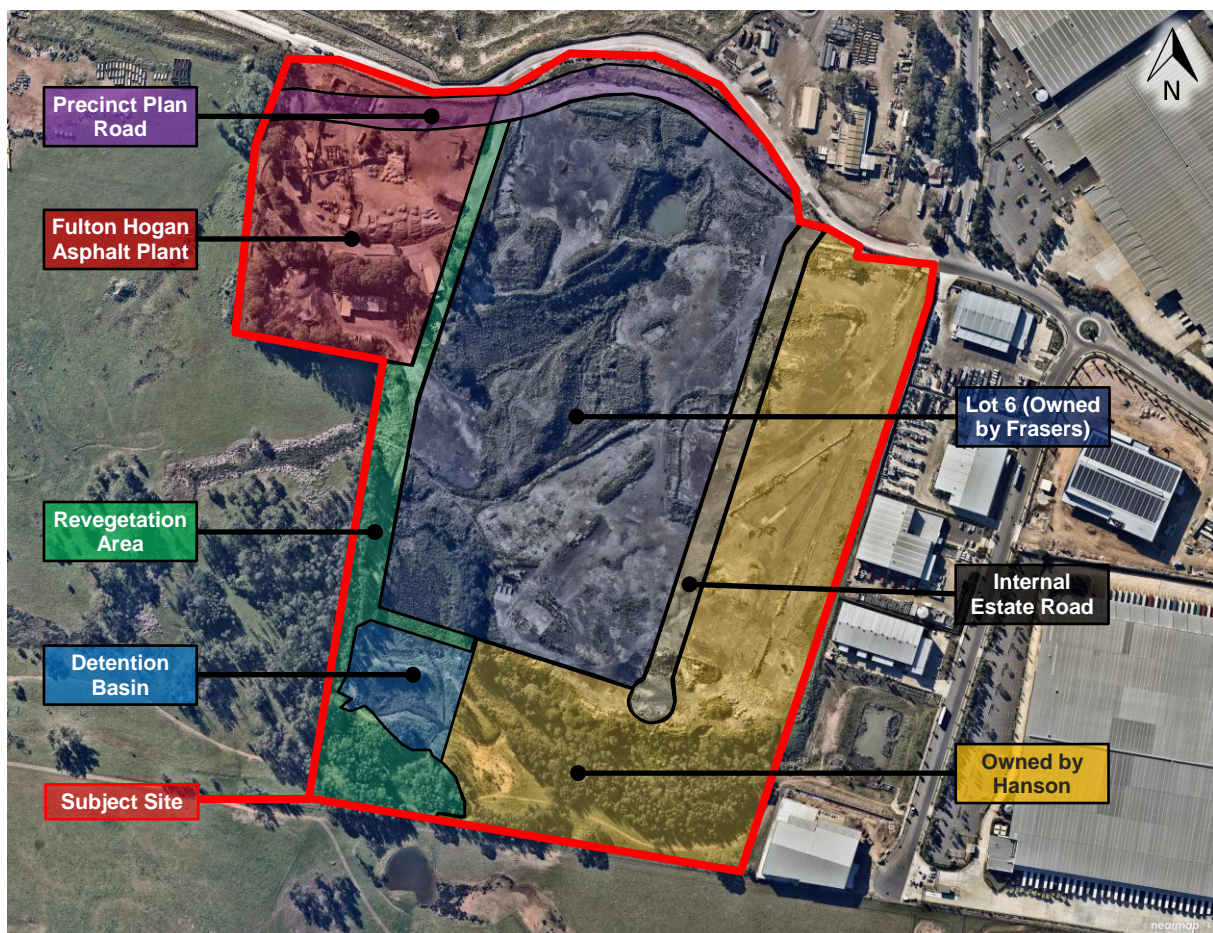 N
Precinct Plan
Road
Fulton Hogan
Asphalt Plant
Lot 6 (Owned
by Frasers)
Revegetation
Area
Internal
Estate Road
Detention
Basin
Owned by
Hanson
Subject Site
nearmap